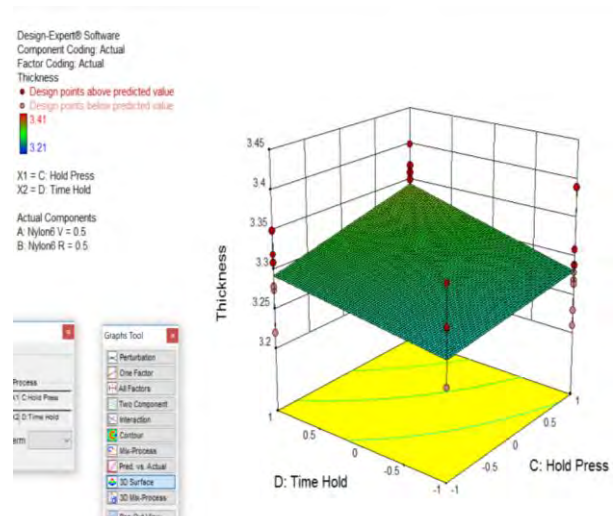 Design-Expert® Software
Component Coding: Actual
Factor Coding: Actual
Thickness
Design points above predicted value
Design points below predicted value
3.41
3.21
X1 = C: Hold Press
X2 = D: Time Hold
Actual Components
A: Nylon6 V = 0.5
B: Nylon6 R = 0.5
Process
C:Hold Press
D:Time Hold
Graphs Tool
Perturbation
One Factor
All Factors
Two Component
Interaction
Contour
Mix-Process
Pred. vs. Actual
3D Surface
3D Mix-Process
3.45
3.4
3.35
3.3
3.25
3.2
Thickness
1
0.5
0
-0.5
-1
D: Time Hold
-1
-0.5
0
0.5
1
C: Hold Press